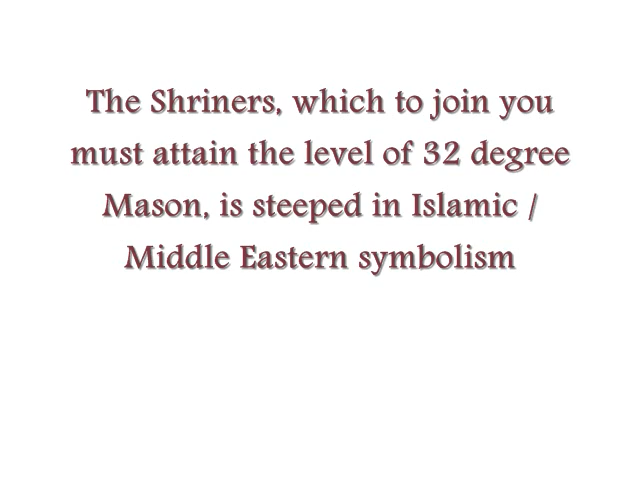 The Shriners, which to join you
must attain the level of 32 degree
Mason, is steeped in Islamic /
Middle Eastern symbolism